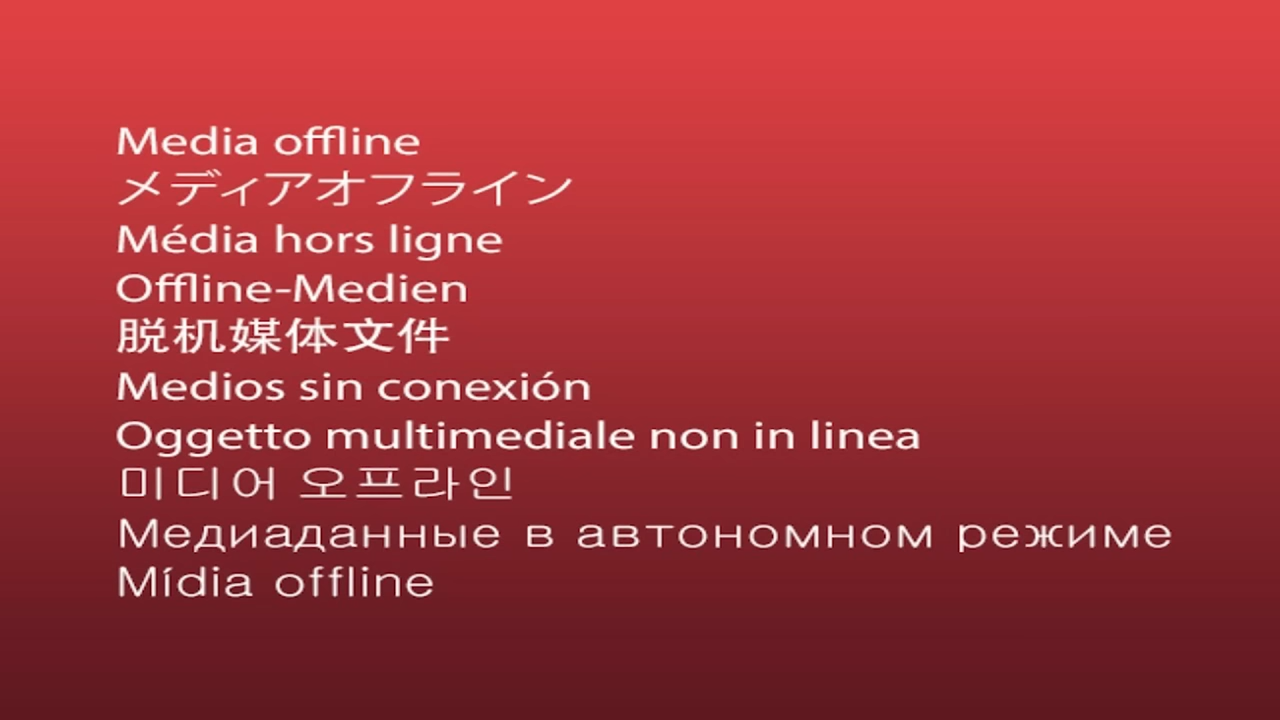 Media offline
メディアオフライン
Média hors ligne
Offline-Medien
脱机媒体文件
Medios sin conexión
Oggetto multimediale non in linea
미디어 오프라인
Медиаданные в автономном режиме
Mídia offline